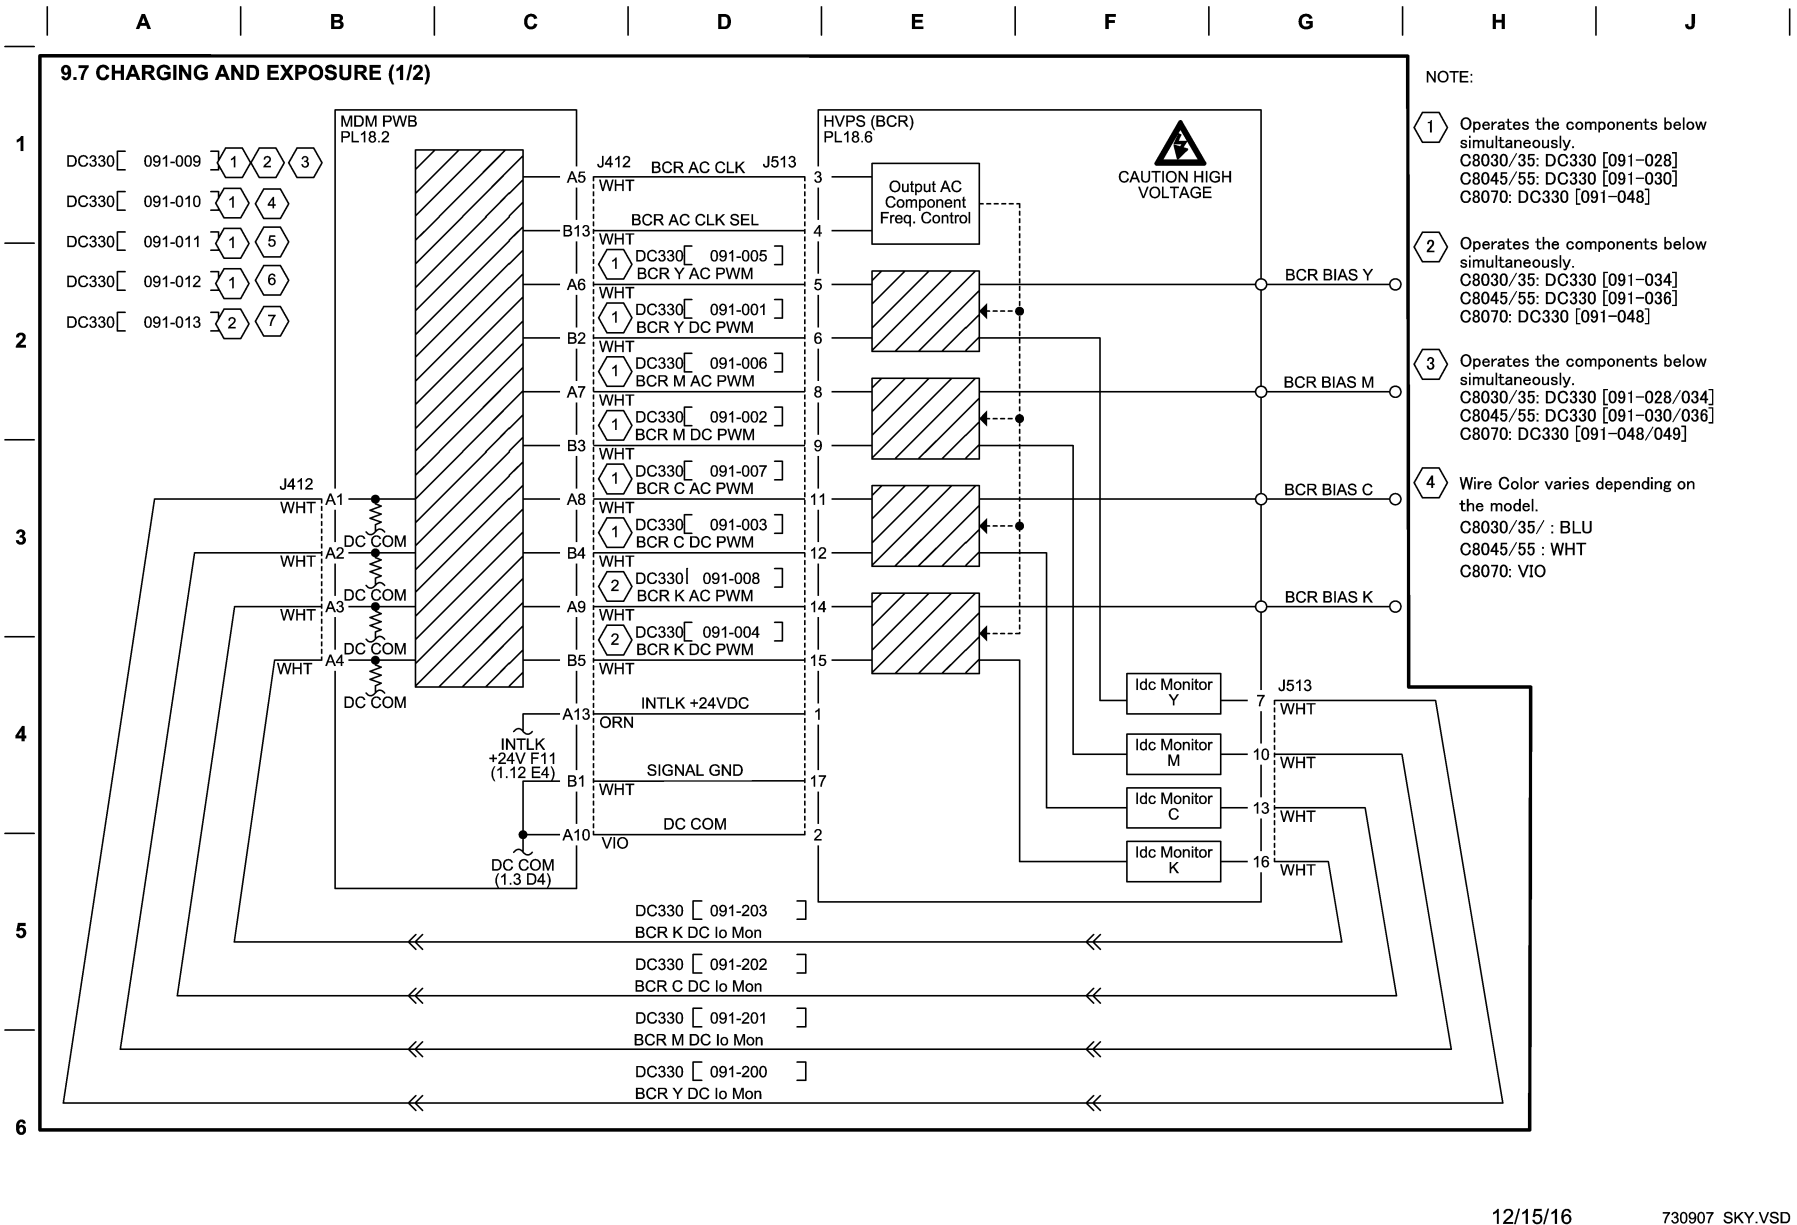 A B C D E F G H J
1
2
3
4
5
6
9.7 CHARGING AND EXPOSURE (1/2)
DC330[ 091-009 ] 1 2 3
DC330[ 091-010 ] 1 4
DC330[ 091-011 ] 1 5
DC330[ 091-012 ] 1 6
DC330[ 091-013 ] 2 7
MDM PWB
PL18.2
J412
A1
WHT
DC COM
A2
WHT
DC COM
A3
WHT
DC COM
A4
WHT
DC COM
J412 J513
A5 BCR AC CLK 3
WHT
B13 BCR AC CLK SEL 4
WHT
1 DC330[ 091-005 ]
BCR Y AC PWM
A6 5
WHT
1 DC330[ 091-001 ]
BCR Y DC PWM
B2 6
WHT
1 DC330[ 091-006 ]
BCR M AC PWM
A7 8
WHT
1 DC330[ 091-002 ]
BCR M DC PWM
B3 9
WHT
1 DC330[ 091-007 ]
BCR C AC PWM
A8 11
WHT
1 DC330[ 091-003 ]
BCR C DC PWM
B4 12
WHT
2 DC330| 091-008 ]
BCR K AC PWM
A9 14
WHT
2 DC330[ 091-004 ]
BCR K DC PWM
B5 15
WHT
INTLK +24VDC
A13 1
ORN
INTLK
+24V F11
(1.12 E4)
SIGNAL GND
B1 17
WHT
DC COM
A10 2
VIO
DC COM
(1.3 D4)
HVPS (BCR)
PL18.6
Output AC
Component
Freq. Control
CAUTION HIGH
VOLTAGE
BCR BIAS Y
BCR BIAS M
BCR BIAS C
BCR BIAS K
J513
Idc Monitor
Y
7
WHT
Idc Monitor
M
10
WHT
Idc Monitor
C
13
WHT
Idc Monitor
K
16
WHT
DC330 [ 091-203 ]
BCR K DC Io Mon
DC330 [ 091-202 ]
BCR C DC Io Mon
DC330 [ 091-201 ]
BCR M DC Io Mon
DC330 [ 091-200 ]
BCR Y DC Io Mon
NOTE:
1 Operates the components below
simultaneously.
C8030/35: DC330 [091-028]
C8045/55: DC330 [091-030]
C8070: DC330 [091-048]
2 Operates the components below
simultaneously.
C8030/35: DC330 [091-034]
C8045/55: DC330 [091-036]
C8070: DC330 [091-048]
3 Operates the components below
simultaneously.
C8030/35: DC330 [091-028/034]
C8045/55: DC330 [091-030/036]
C8070: DC330 [091-048/049]
4 Wire Color varies depending on
the model.
C8030/35/ : BLU
C8045/55 : WHT
C8070: VIO
12/15/16
730907 SKY.VSD